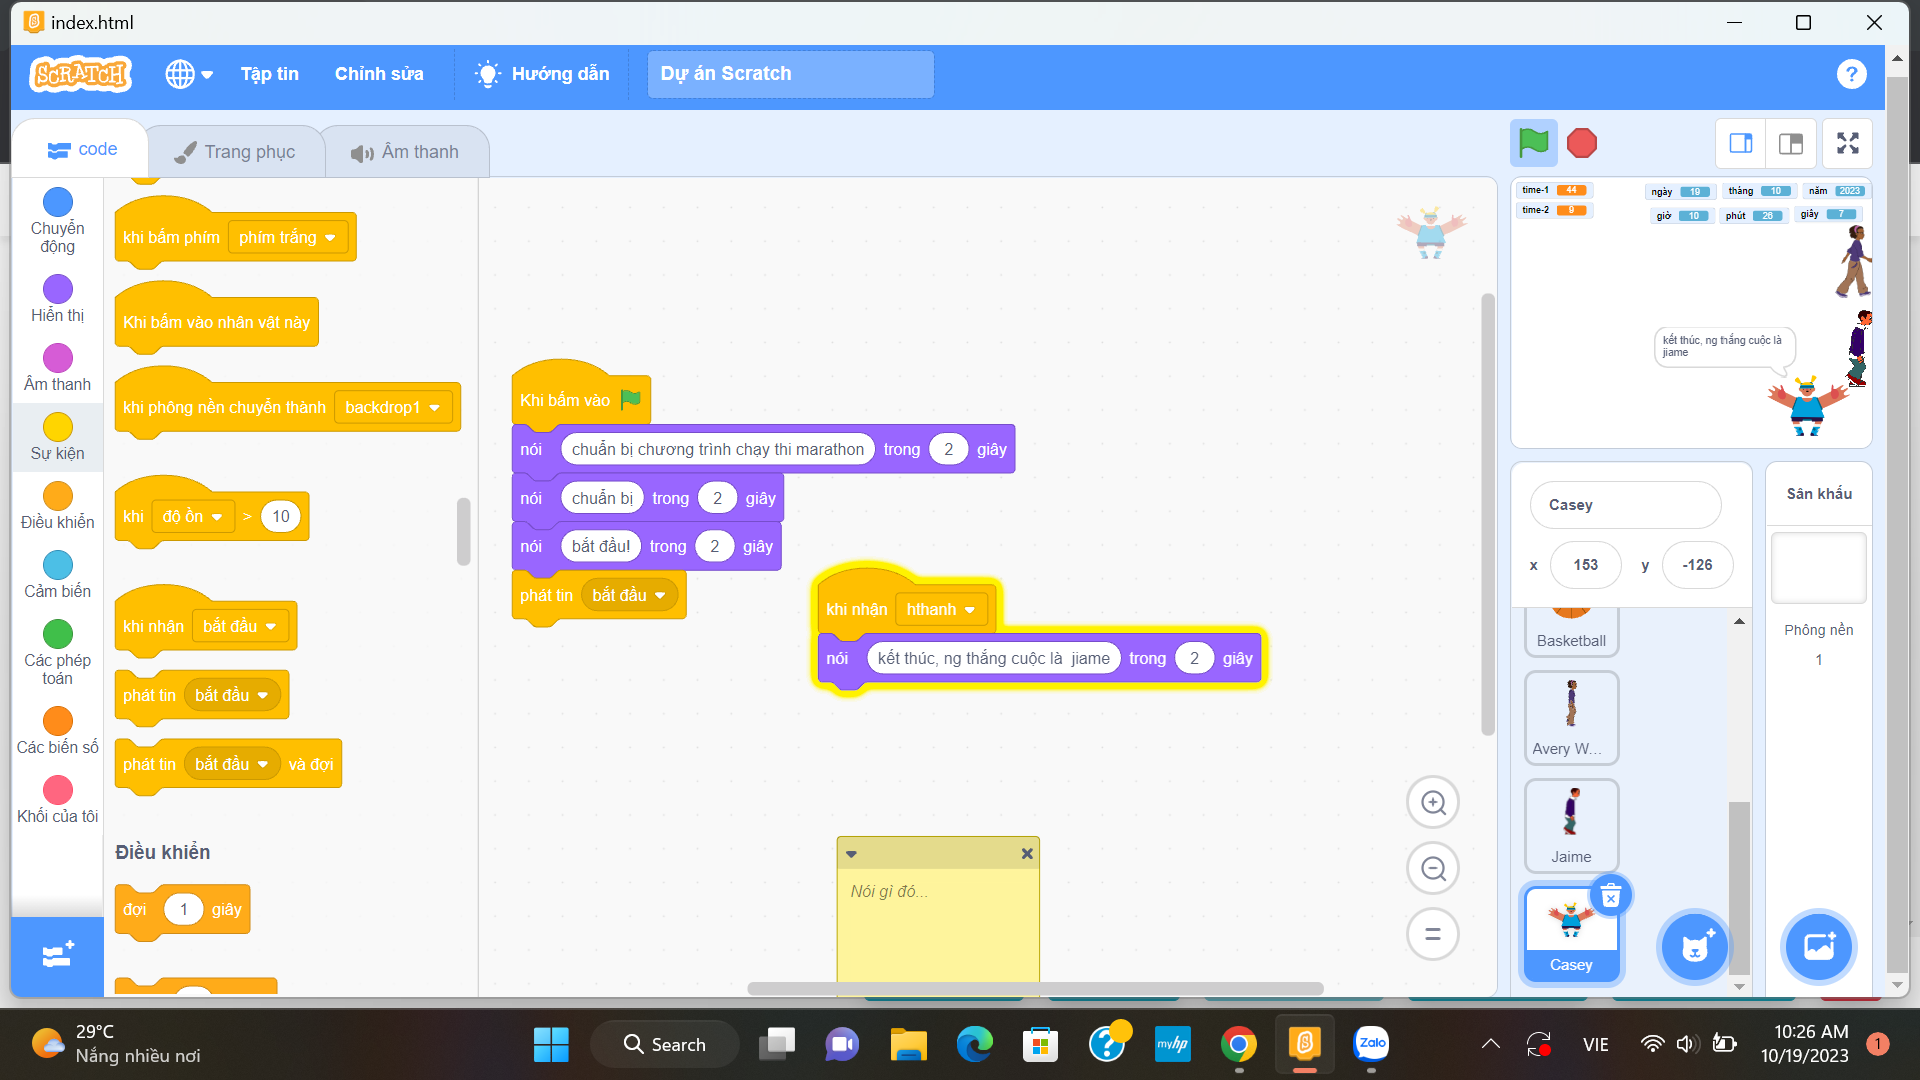 index.html
SCRATCH
Tập tin
Chỉnh sửa
Hướng dẫn
Dự án Scratch
?
code
Trang phục
Âm thanh
Chuyển động
Hiển thị
Âm thanh
Sự kiện
Điều khiển
Cảm biến
Các phép toán
Các biến số
Khối của tôi
khi bấm phím phím trắng
Khi bấm vào nhân vật này
khi phông nền chuyển thành backdrop1
khi độ ồn > 10
khi nhận bắt đầu
phát tin bắt đầu
phát tin bắt đầu và đợi
Điều khiển
đợi 1 giây
Khi bấm vào
nói chuẩn bị chương trình chạy thi marathon trong 2 giây
nói chuẩn bị trong 2 giây
nói bắt đầu! trong 2 giây
phát tin bắt đầu
khi nhận hthanh
nói kết thúc, ng thắng cuộc là jiame trong 2 giây
Nói gì đó...
time-1 44
time-2 9
ngày 19
tháng 10
năm 2023
giờ 10
phút 26
giây 7
kết thúc, ng thắng cuộc là
jiame
Casey
x 153 y -126
Basketball
Avery W...
Jaime
Casey
Sân khấu
Phông nền
1
29°C
Nắng nhiều nơi
Search
myhp
Zalo
VIE
10:26 AM
10/19/2023
1